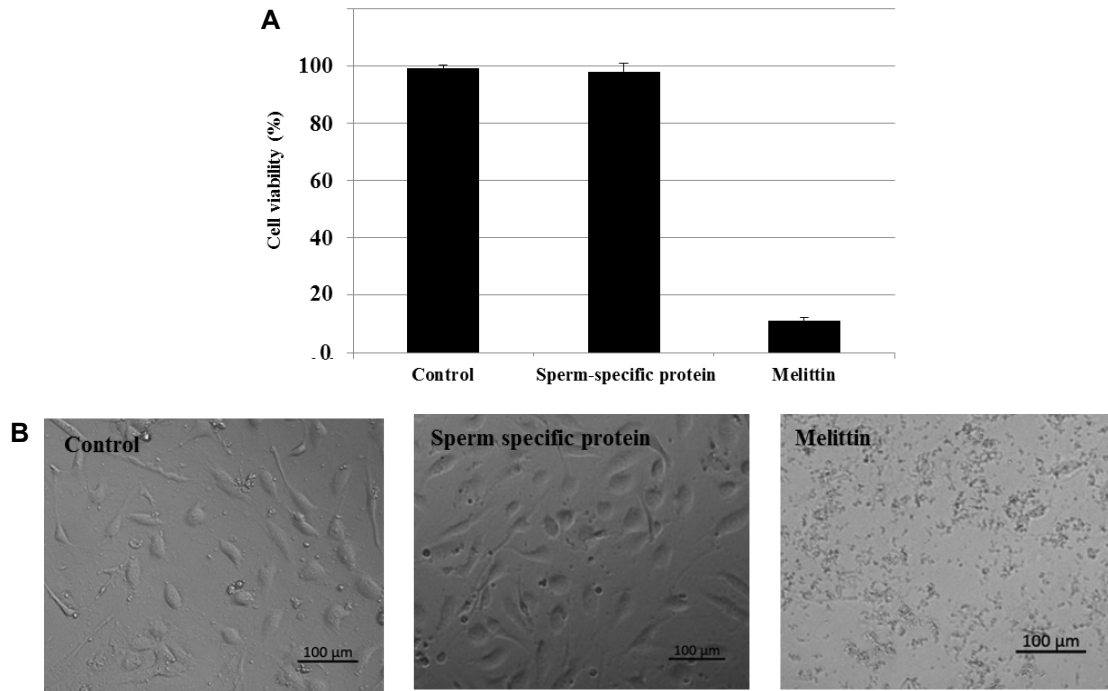 A
Cell viability (%)
100
80
60
40
20
0
Control Sperm-specific protein Melittin
B
Control
100 µm
Sperm specific protein
100 µm
Melittin
100 µm